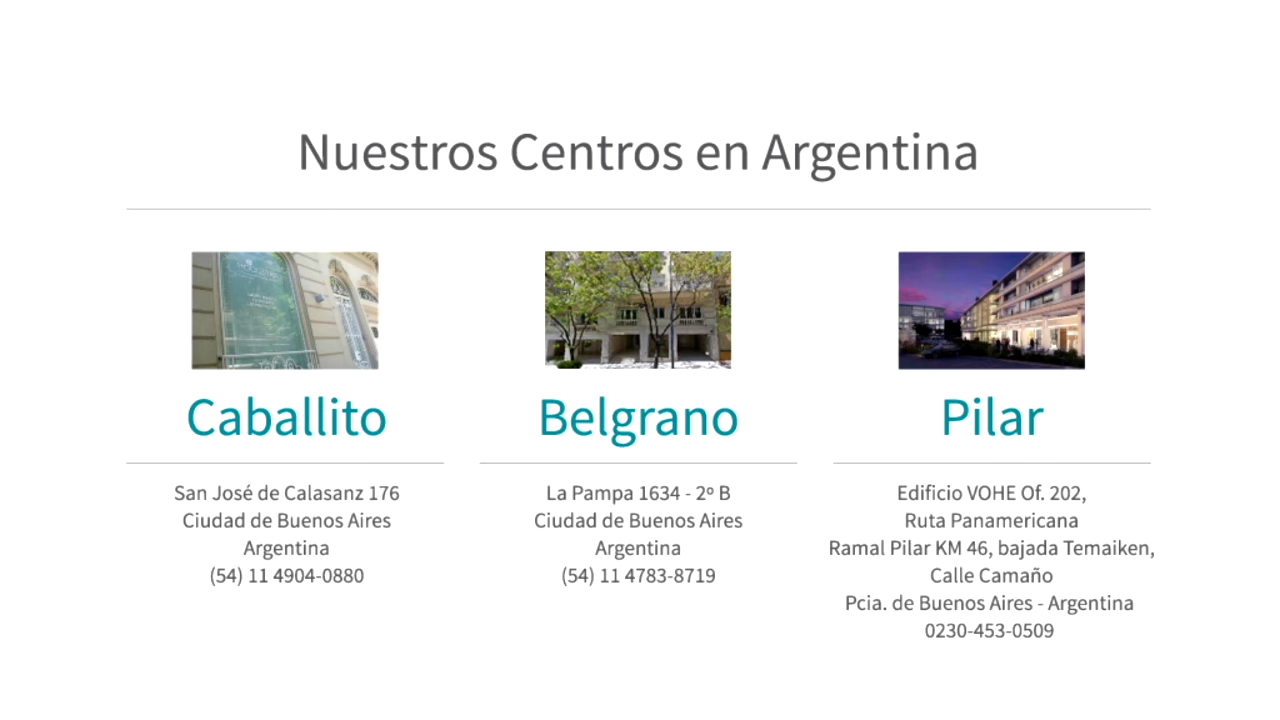 Nuestros Centros en Argentina
Caballito
San José de Calasanz 176
Ciudad de Buenos Aires
Argentina
(54) 11 4904-0880
Belgrano
La Pampa 1634 - 2º B
Ciudad de Buenos Aires
Argentina
(54) 11 4783-8719
Pilar
Edificio VOHE Of. 202,
Ruta Panamericana
Ramal Pilar KM 46, bajada Temaiken,
Calle Camaño
Pcia. de Buenos Aires - Argentina
0230-453-0509